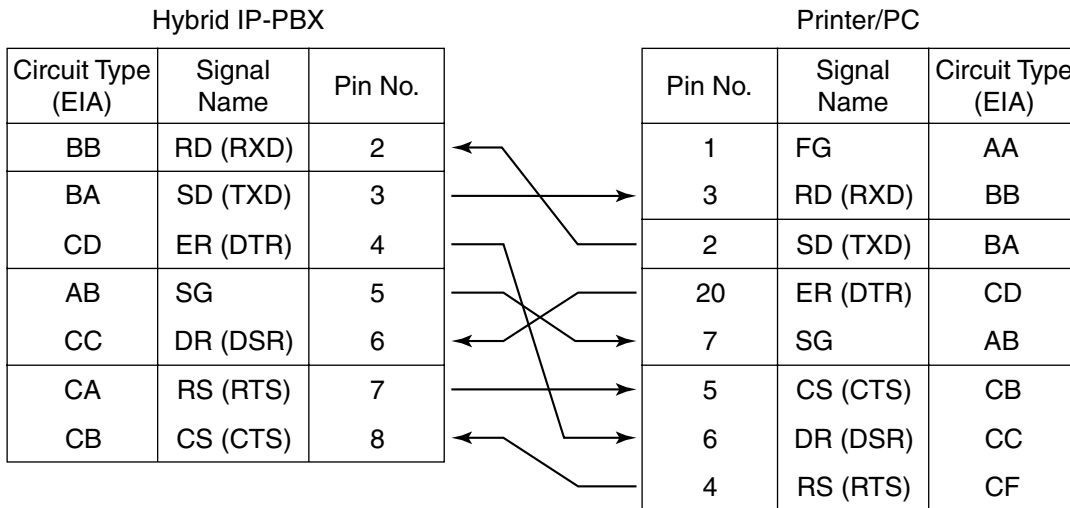 Hybrid IP-PBX
Circuit Type (EIA) Signal Name Pin No.
BB RD (RXD) 2
BA SD (TXD) 3
CD ER (DTR) 4
AB SG 5
CC DR (DSR) 6
CA RS (RTS) 7
CB CS (CTS) 8
Printer/PC
Pin No. Signal Name Circuit Type (EIA)
1 FG AA
3 RD (RXD) BB
2 SD (TXD) BA
20 ER (DTR) CD
7 SG AB
5 CS (CTS) CB
6 DR (DSR) CC
4 RS (RTS) CF